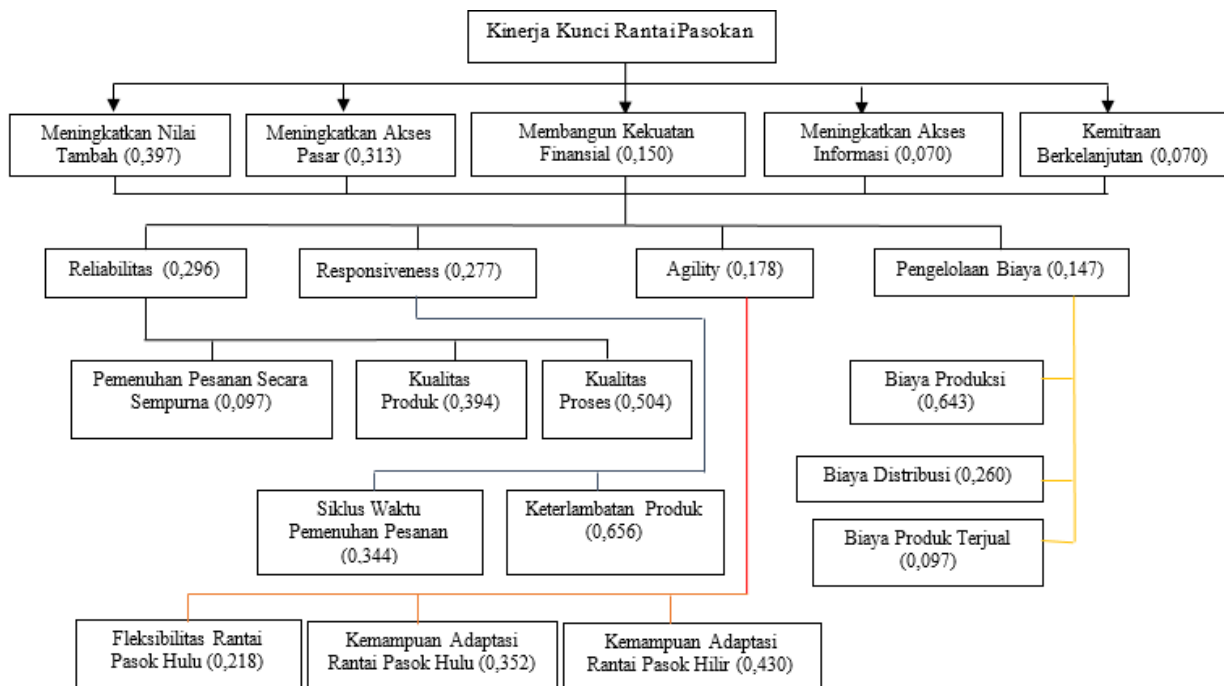 Kinerja Kunci Rantai Pasokan
Meningkatkan Nilai
Tambah (0,397)
Meningkatkan Akses
Pasar (0,313)
Membangun Kekuatan
Finansial (0,150)
Meningkatkan Akses
Informasi (0,070)
Kemitraan
Berkelanjutan (0,070)
Reliabilitas (0,296)
Responsiveness (0,277)
Agility (0,178)
Pengelolaan Biaya (0,147)
Pemenuhan Pesanan Secara
Sempurna (0,097)
Kualitas
Produk (0,394)
Kualitas
Proses (0,504)
Biaya Produksi
(0,643)
Biaya Distribusi (0,260)
Biaya Produk Terjual
(0,097)
Siklus Waktu
Pemenuhan Pesanan
(0,344)
Keterlambatan Produk
(0,656)
Fleksibilitas Rantai
Pasok Hulu (0,218)
Kemampuan Adaptasi
Rantai Pasok Hulu (0,352)
Kemampuan Adaptasi
Rantai Pasok Hilir (0,430)